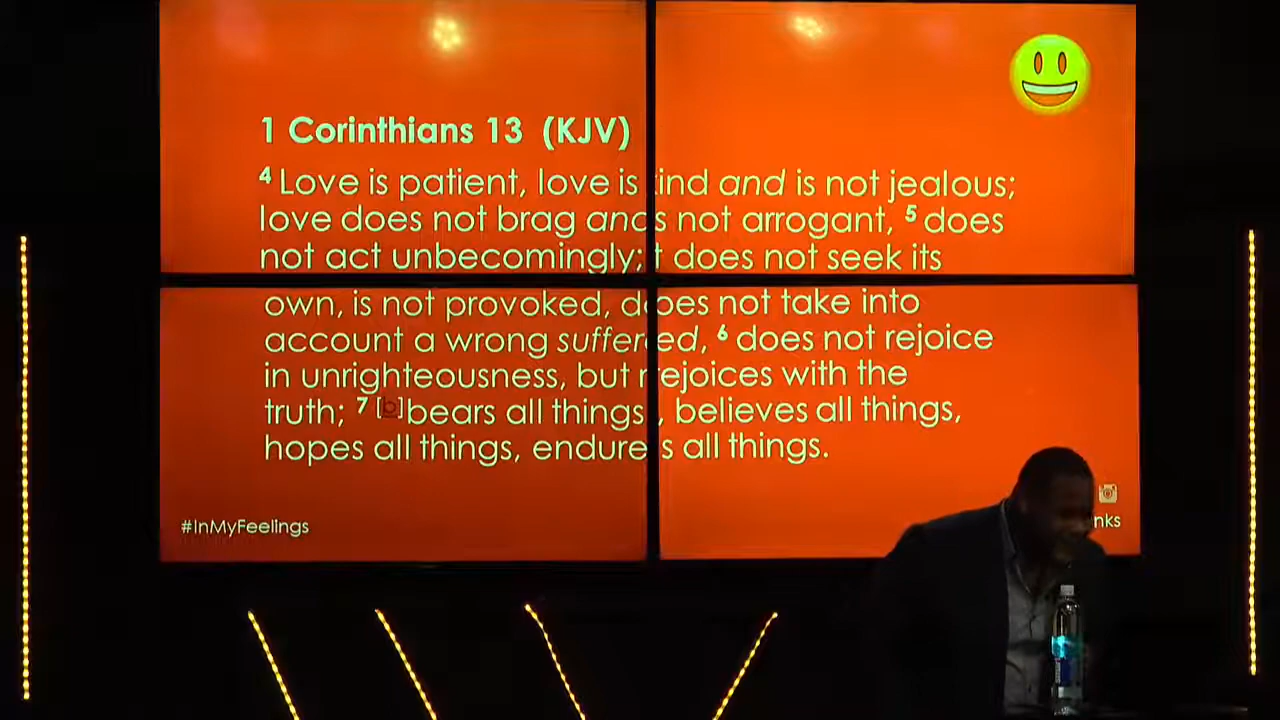 1 Corinthians 13 (KJV)
4 Love is patient, love is ind and is not jealous;
love does not brag and s not arrogant, 5 does
not act unbecomingly; t does not seek its
own, is not provoked, does not take into
account a wrong suffered, 6 does not rejoice
in unrighteousness, but rejoices with the
truth; 7 [b]bears all things, believes all things,
hopes all things, endures all things.
#InMyFeelings
nks